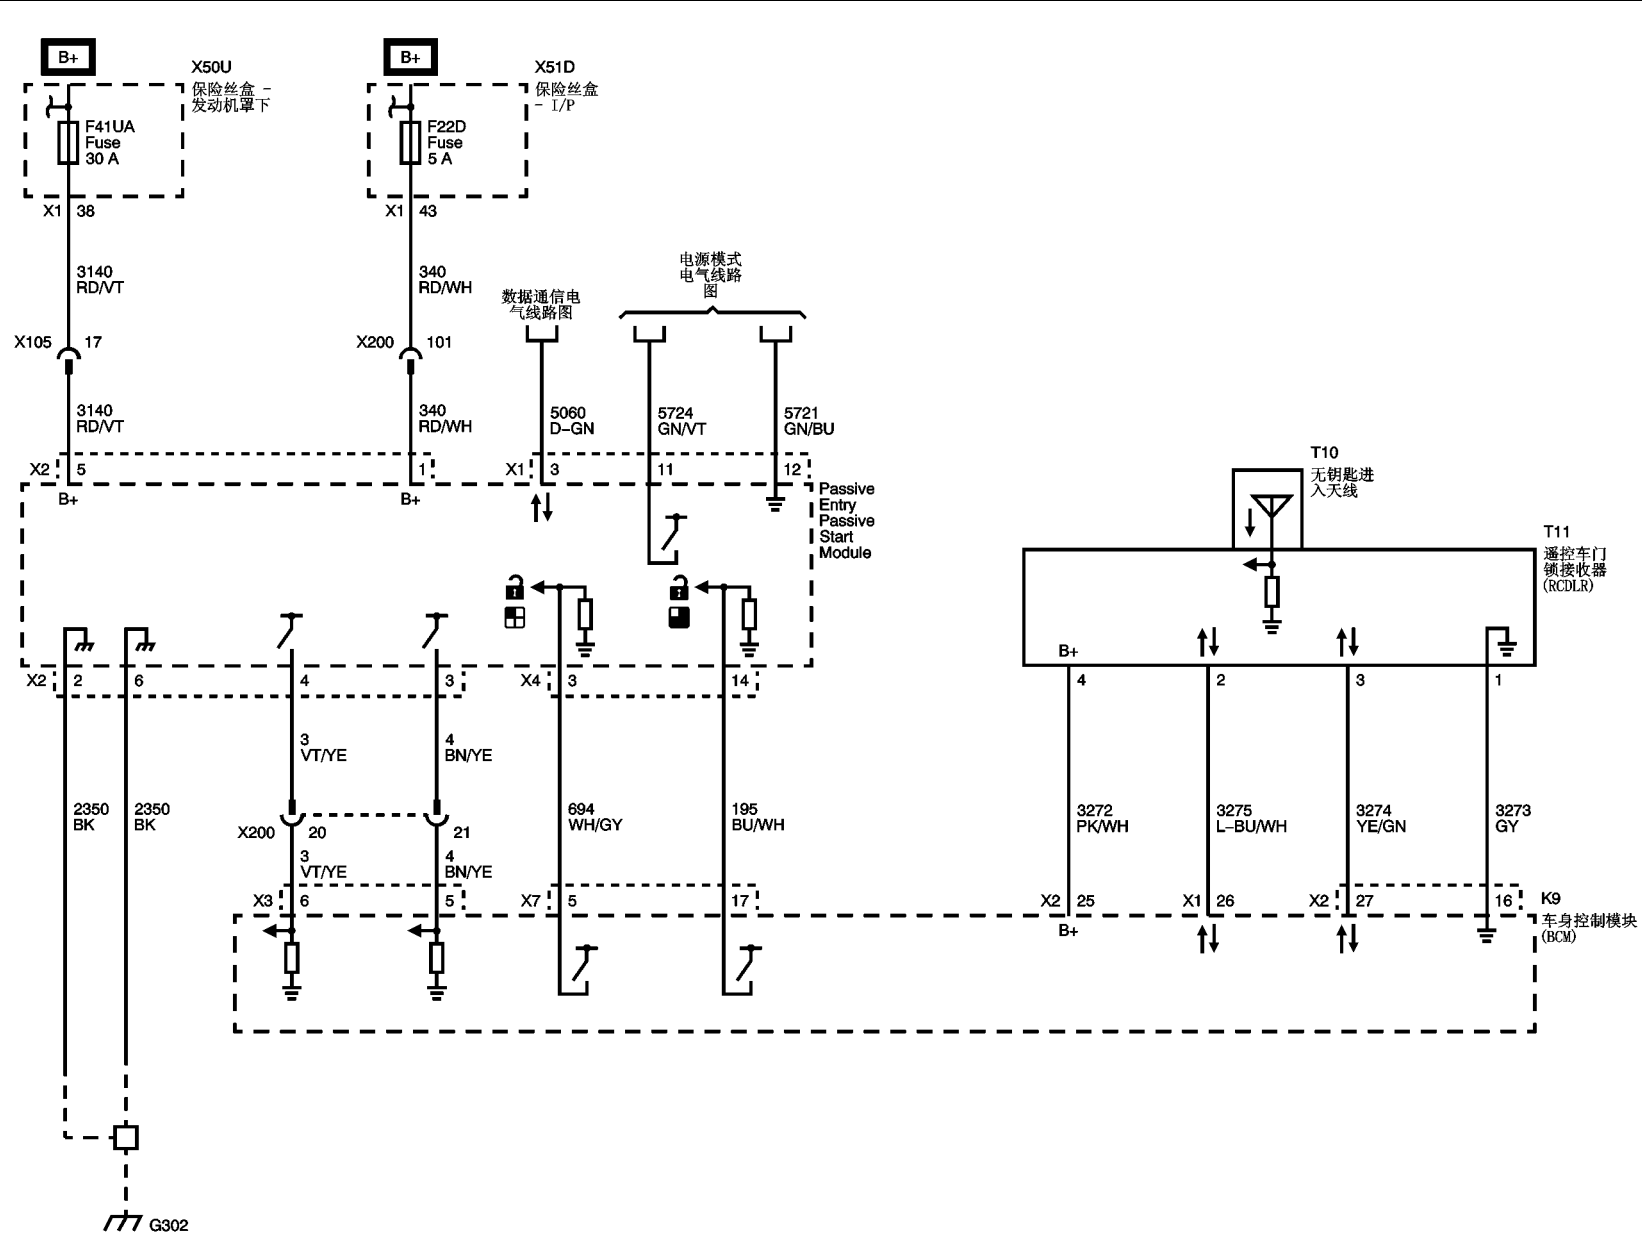 B+
B+
X50U
保险丝盒 -
发动机罩下
X51D
保险丝盒
- I/P
F41UA
Fuse
30 A
F22D
Fuse
5 A
X1 38
X1 43
3140
RD/VT
340
RD/WH
数据通信电
气线路图
电源模式
电气线路
图
X105 17
X200 101
3140
RD/VT
340
RD/WH
5060
D-GN
5724
GN/VT
5721
GN/BU
X2 5 1
X1 3 11 12
B+
B+
Passive
Entry
Passive
Start
Module
T10
无钥匙进
入天线
T11
遥控车门
锁接收器
(RCDLR)
B+
X2 2 6 4 3
X4 3 14
4 2 3 1
3
VT/YE
4
BN/YE
2350
BK
2350
BK
694
WH/GY
195
BU/WH
3272
PK/WH
3275
L-BU/WH
3274
YE/GN
3273
GY
X200 20 21
3
VT/YE
4
BN/YE
X3 6 5
X7 5 17
X2 25
X1 26
X2 27 16
K9
车身控制模块
(BCM)
B+
G302